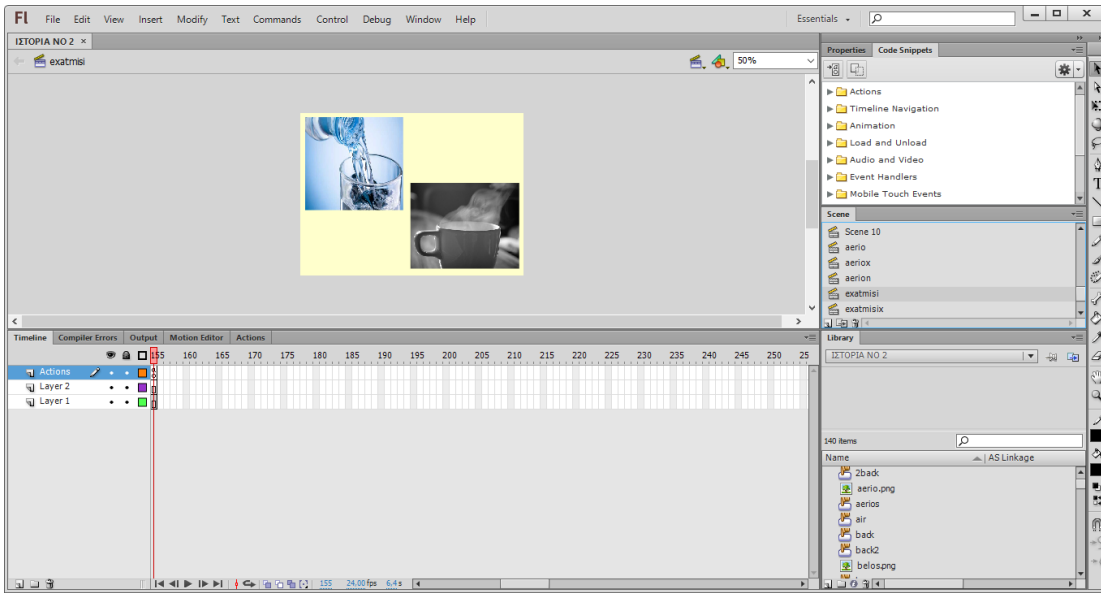 Fl File Edit View Insert Modify Text Commands Control Debug Window Help Essentials
ΙΣΤΟΡΙΑ ΝΟ 2 ×
exatmisi 50%
Properties Code Snippets
Actions
Timeline Navigation
Animation
Load and Unload
Audio and Video
Event Handlers
Mobile Touch Events
Scene
Scene 10
aerio
aeriox
aerion
exatmisi
exatmisix
Timeline Compiler Errors Output Motion Editor Actions
155 160 165 170 175 180 185 190 195 200 205 210 215 220 225 230 235 240 245 250 25
Actions
Layer 2
Layer 1
155 24.00 fps 6.4 s
Library
ΙΣΤΟΡΙΑ ΝΟ 2
140 items
Name AS Linkage
2back
aerio.png
aerios
air
back
back2
belos.png